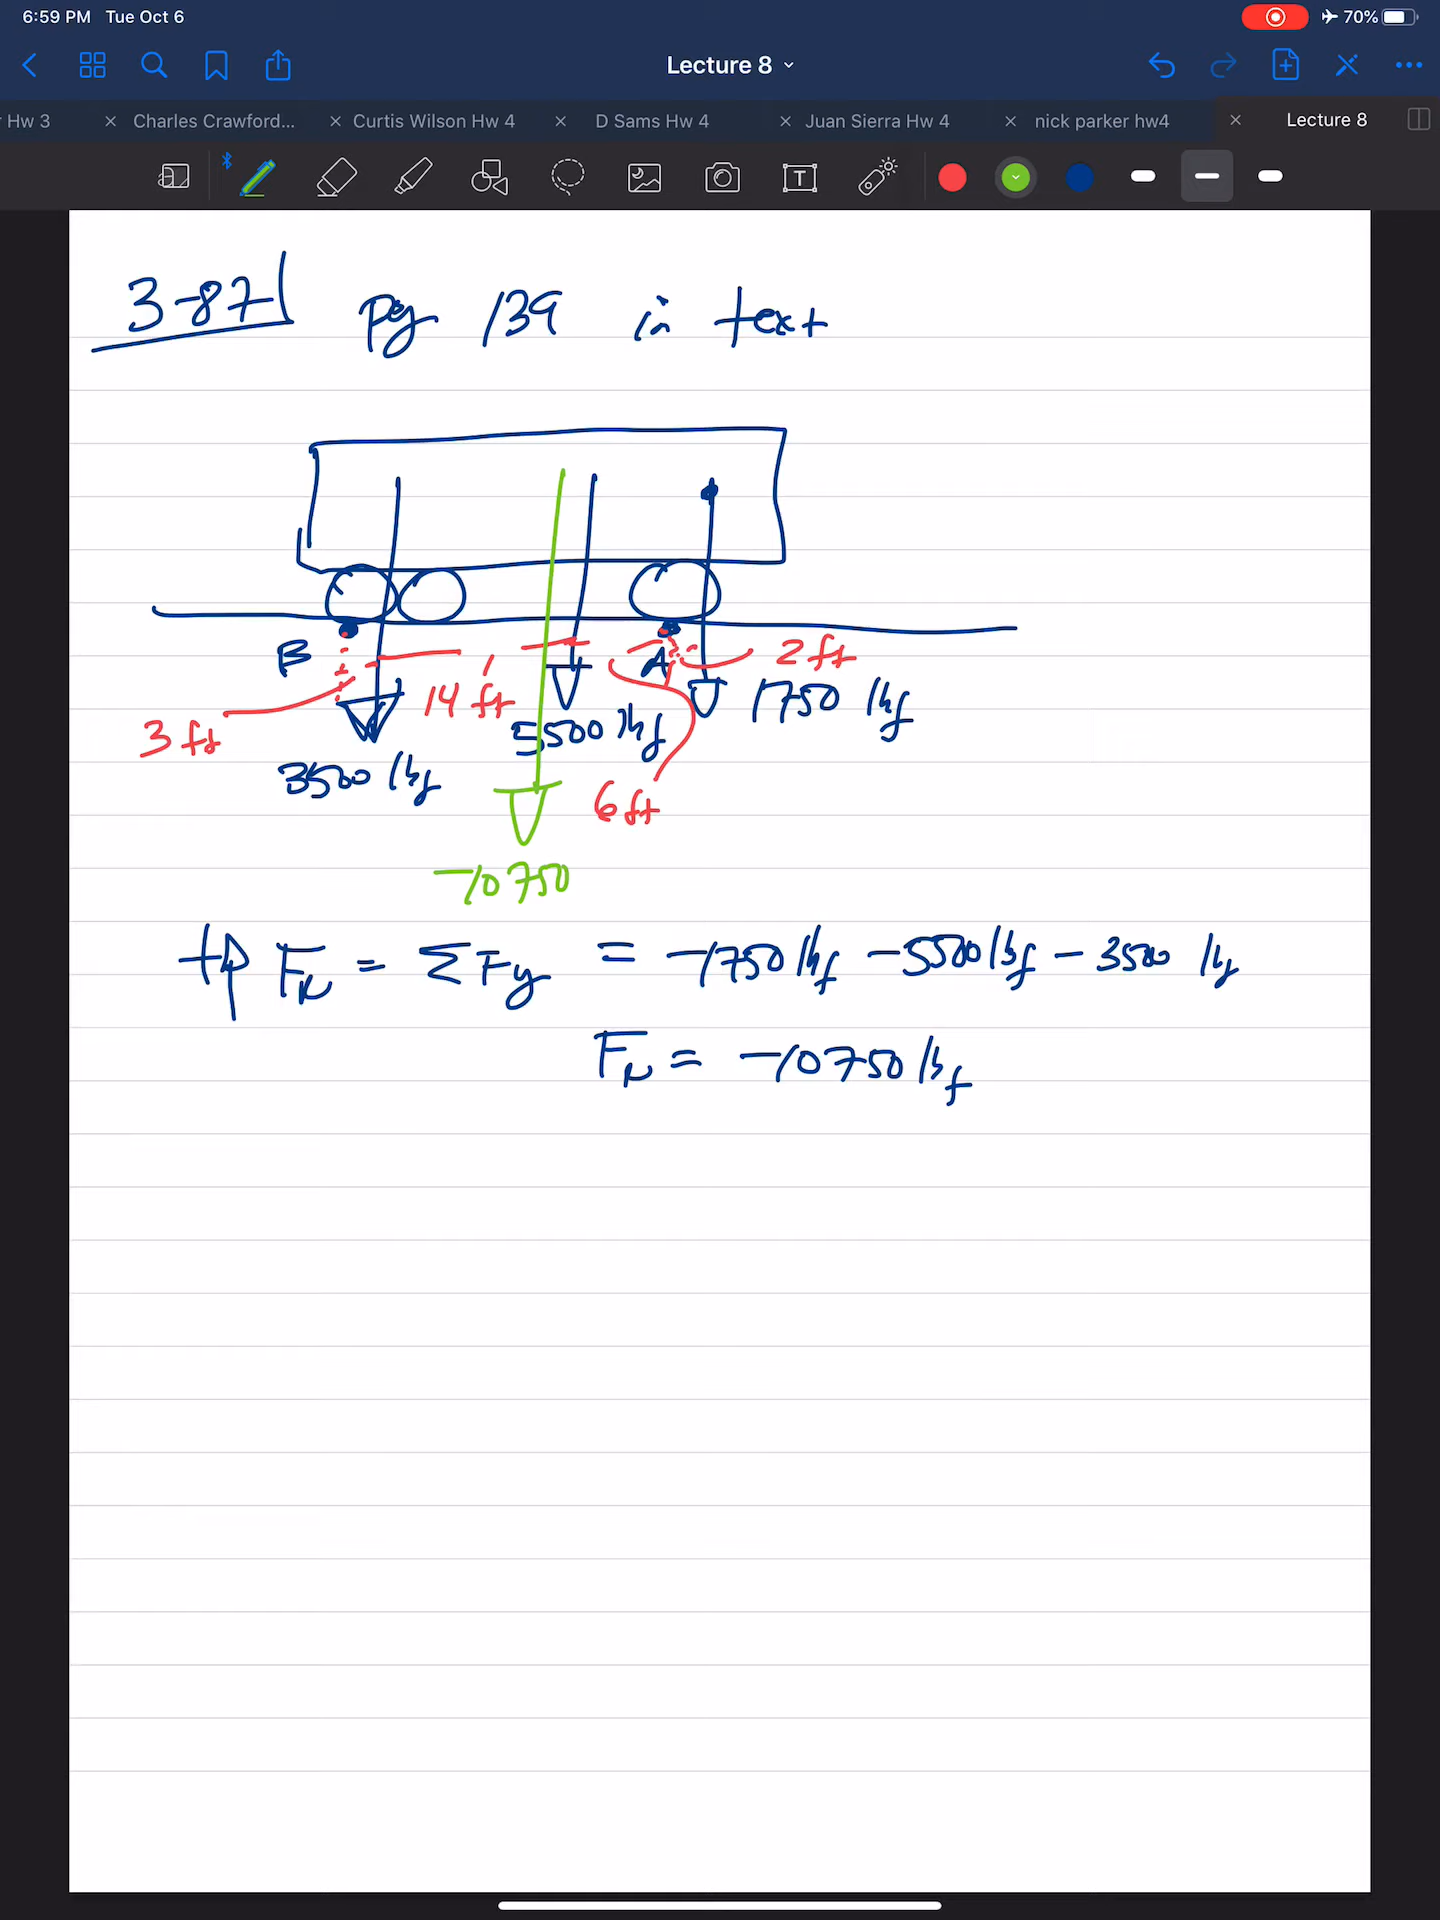 6:59 PM Tue Oct 6
70%
Lecture 8
r Hw 3 × Charles Crawford... × Curtis Wilson Hw 4 × D Sams Hw 4 × Juan Sierra Hw 4 × nick parker hw4 × Lecture 8
T
3-87 pg 139 in text
B A 2 ft
3 ft 14 ft 5500 lbf 1750 lbf
3500 lbf 6 ft
-10750
+↑ FR = ΣFy = -1750 lbf - 5500 lbf - 3500 lbf
FR = -10750 lbf